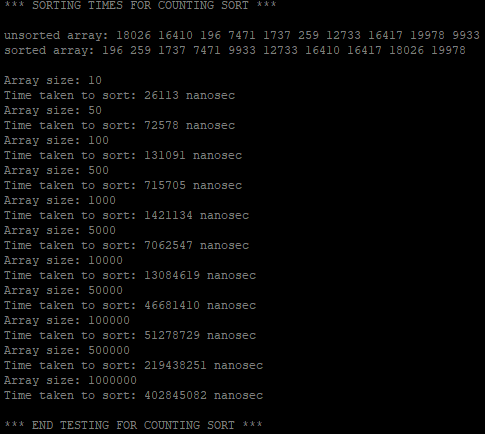 *** SORTING TIMES FOR COUNTING SORT ***
unsorted array: 18026 16410 196 7471 1737 259 12733 16417 19978 9933
sorted array: 196 259 1737 7471 9933 12733 16410 16417 18026 19978
Array size: 10
Time taken to sort: 26113 nanosec
Array size: 50
Time taken to sort: 72578 nanosec
Array size: 100
Time taken to sort: 131091 nanosec
Array size: 500
Time taken to sort: 715705 nanosec
Array size: 1000
Time taken to sort: 1421134 nanosec
Array size: 5000
Time taken to sort: 7062547 nanosec
Array size: 10000
Time taken to sort: 13084619 nanosec
Array size: 50000
Time taken to sort: 46681410 nanosec
Array size: 100000
Time taken to sort: 51278729 nanosec
Array size: 500000
Time taken to sort: 219438251 nanosec
Array size: 1000000
Time taken to sort: 402845082 nanosec
*** END TESTING FOR COUNTING SORT ***